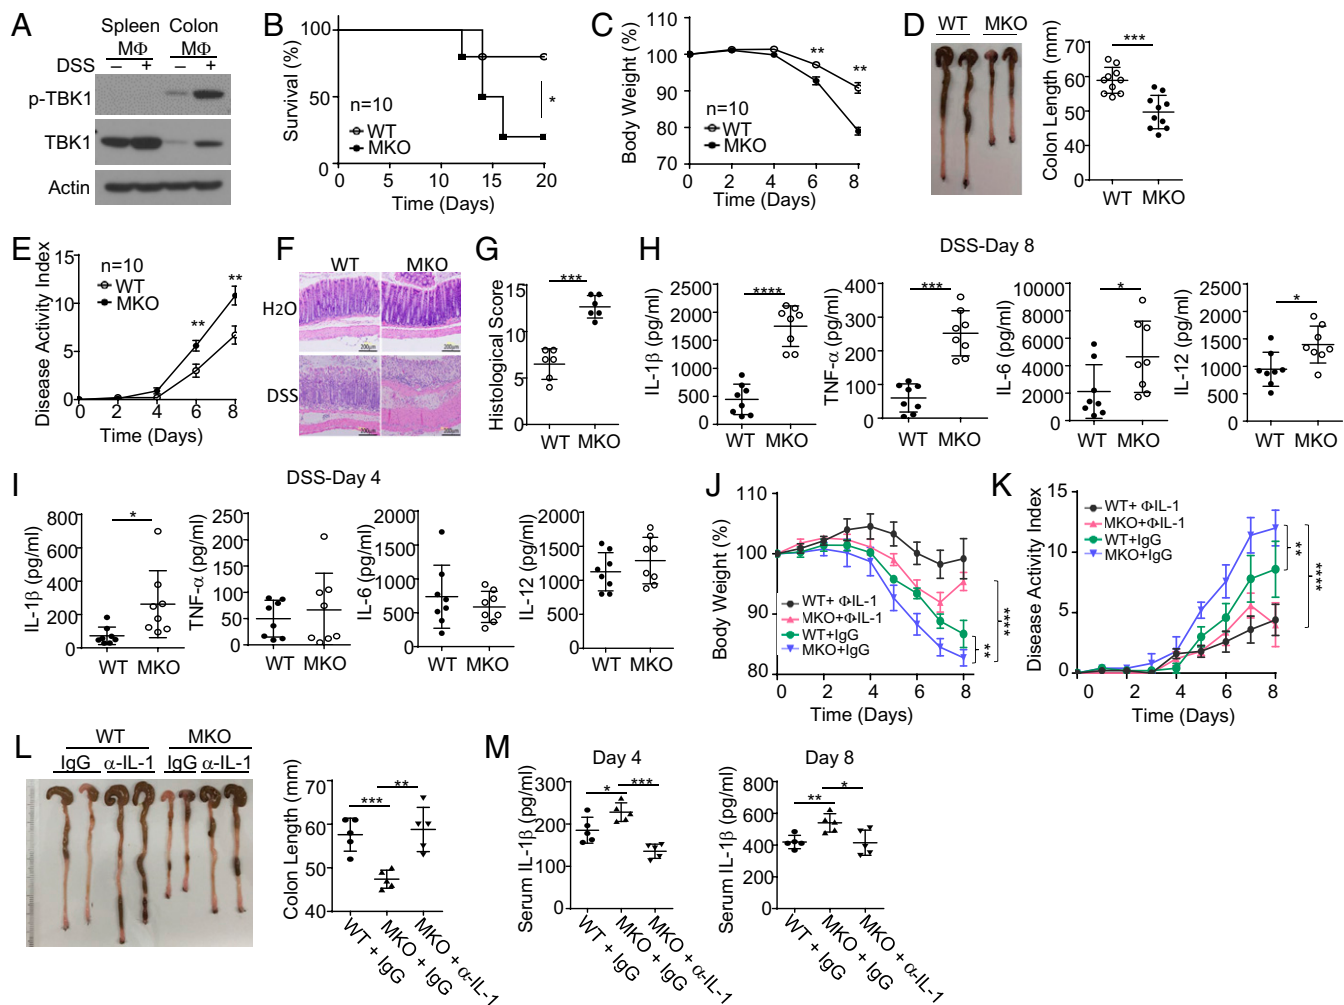 A
Spleen Colon
MΦ MΦ
DSS – + – +
p-TBK1
TBK1
Actin
B
Survival (%)
100
50
0
n=10
WT
MKO
*
0 5 10 15 20
Time (Days)
C
Body Weight (%)
110
100
90
80
70
n=10
WT
MKO
**
**
0 2 4 6 8
Time (Days)
D
WT MKO
Colon Length (mm)
70
60
50
40
0
***
WT MKO
E
Disease Activity Index
15
10
5
0
n=10
WT
MKO
**
**
0 2 4 6 8
Time (Days)
F
WT MKO
H2O
DSS
200μm 200μm
200μm 200μm
G
Histological Score
15
10
5
0
***
WT MKO
H
DSS-Day 8
IL-1β (pg/ml)
2500
2000
1500
1000
500
0
****
WT MKO
TNF-α (pg/ml)
400
300
200
100
0
***
WT MKO
IL-6 (pg/ml)
10000
8000
6000
4000
2000
0
*
WT MKO
IL-12 (pg/ml)
2500
2000
1500
1000
500
0
*
WT MKO
I
DSS-Day 4
IL-1β (pg/ml)
800
600
400
200
0
*
WT MKO
TNF-α (pg/ml)
250
200
150
100
50
0
WT MKO
IL-6 (pg/ml)
2000
1500
1000
500
0
WT MKO
IL-12 (pg/ml)
2000
1500
1000
500
0
WT MKO
J
Body Weight (%)
110
100
90
80
WT+ Φ-IL-1
MKO+Φ-IL-1
WT+IgG
MKO+IgG
**
****
0 2 4 6 8
Time (Days)
K
Disease Activity Index
15
10
5
0
WT+ Φ-IL-1
MKO+Φ-IL-1
WT+IgG
MKO+IgG
**
****
0 2 4 6 8
Time (Days)
L
WT MKO
IgG α-IL-1 IgG α-IL-1
Colon Length (mm)
70
60
50
40
***
**
WT + IgG
MKO + IgG
MKO + α-IL-1
M
Day 4
Serum IL-1β (pg/ml)
300
200
100
0
*
***
WT + IgG
MKO + IgG
MKO + α-IL-1
Day 8
Serum IL-1β (pg/ml)
800
600
400
200
0
**
*
WT + IgG
MKO + IgG
MKO + α-IL-1